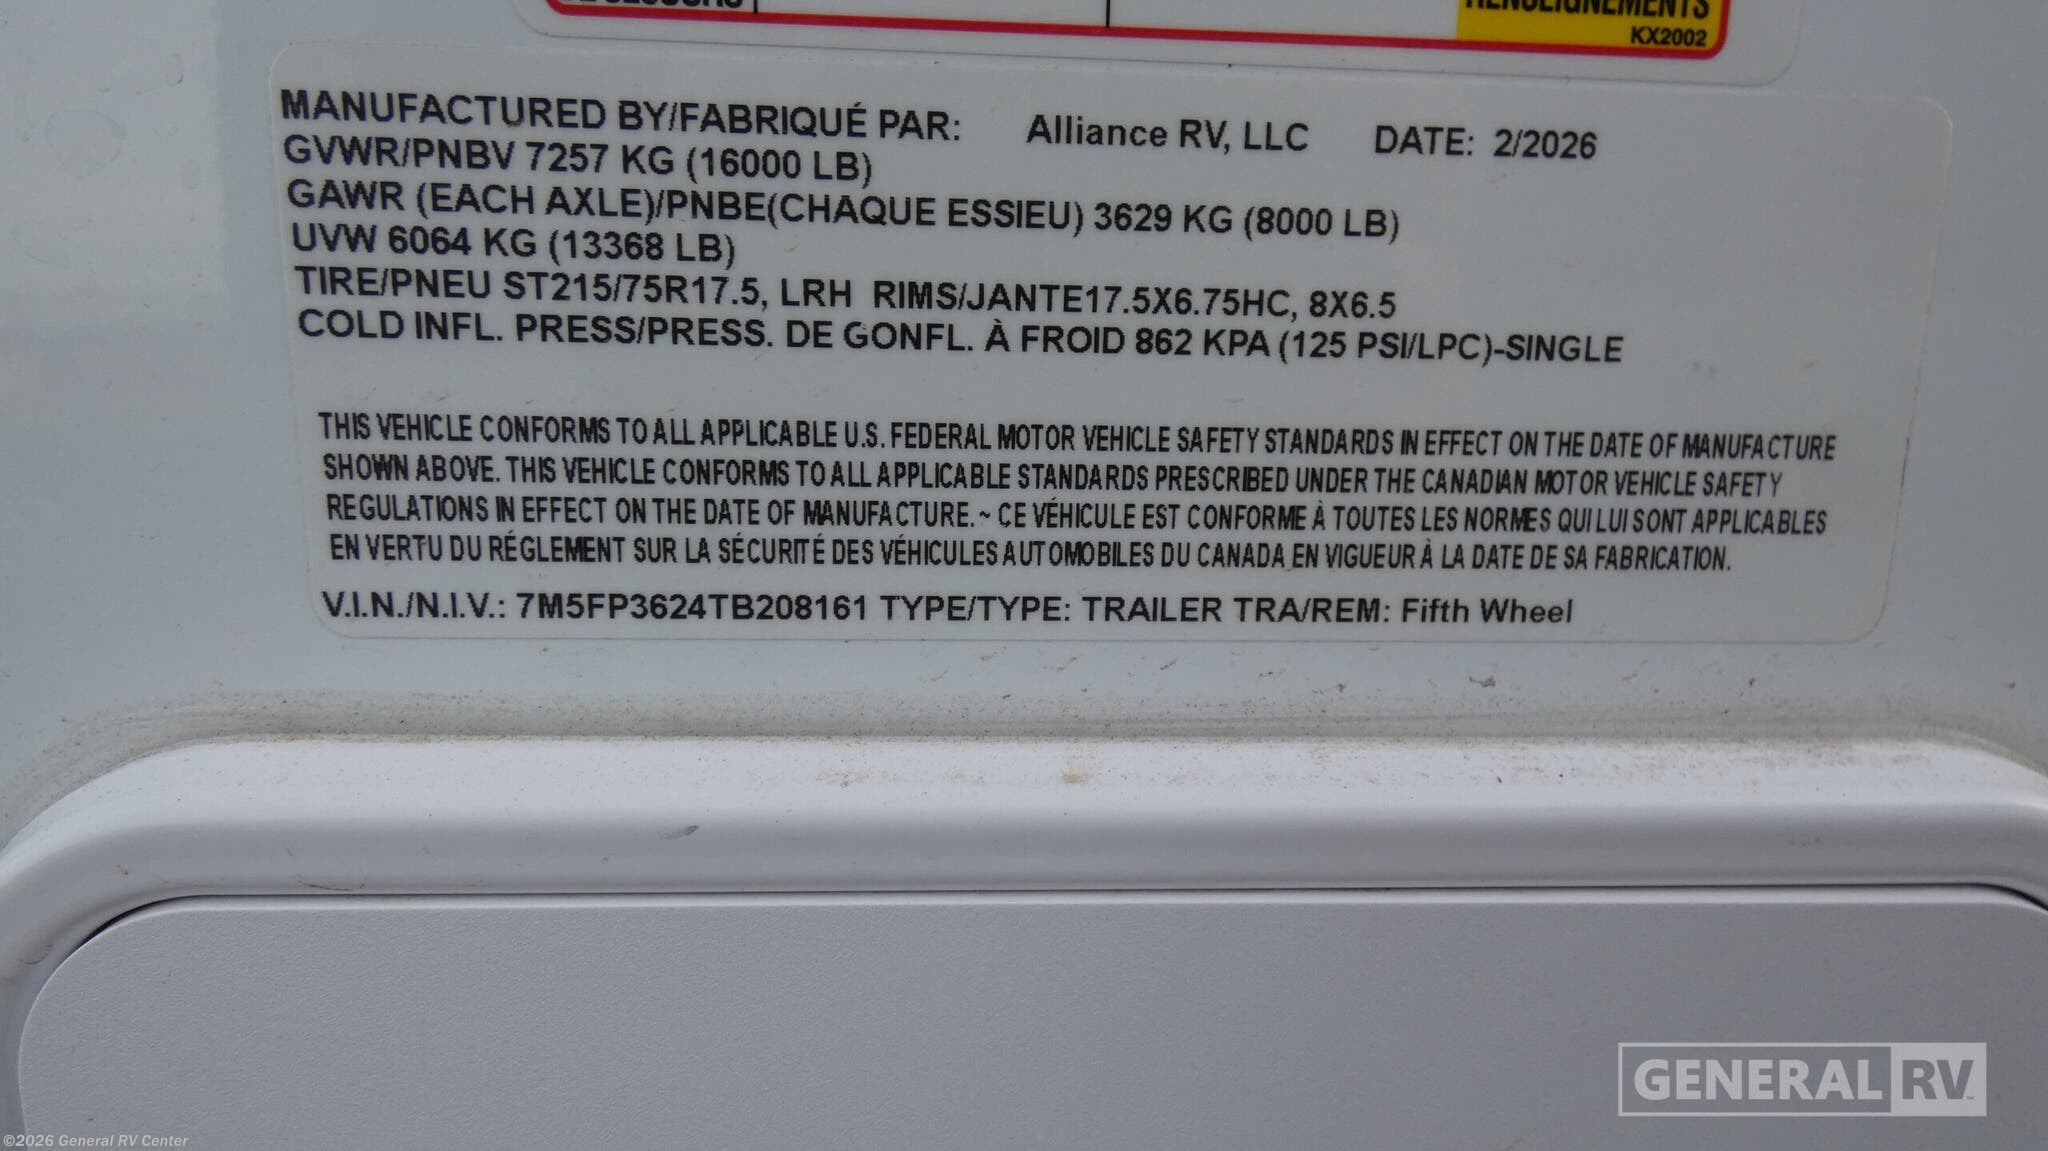 RENSEIGNEMENTS
KX2002
MANUFACTURED BY/FABRIQUÉ PAR: Alliance RV, LLC DATE: 2/2026
GVWR/PNBV 7257 KG (16000 LB)
GAWR (EACH AXLE)/PNBE(CHAQUE ESSIEU) 3629 KG (8000 LB)
UVW 6064 KG (13368 LB)
TIRE/PNEU ST215/75R17.5, LRH RIMS/JANTE17.5X6.75HC, 8X6.5
COLD INFL. PRESS/PRESS. DE GONFL. À FROID 862 KPA (125 PSI/LPC)-SINGLE
THIS VEHICLE CONFORMS TO ALL APPLICABLE U.S. FEDERAL MOTOR VEHICLE SAFETY STANDARDS IN EFFECT ON THE DATE OF MANUFACTURE
SHOWN ABOVE. THIS VEHICLE CONFORMS TO ALL APPLICABLE STANDARDS PRESCRIBED UNDER THE CANADIAN MOTOR VEHICLE SAFETY
REGULATIONS IN EFFECT ON THE DATE OF MANUFACTURE. ~ CE VÉHICULE EST CONFORME À TOUTES LES NORMES QUI LUI SONT APPLICABLES
EN VERTU DU RÉGLEMENT SUR LA SÉCURITÉ DES VÉHICULES AUTOMOBILES DU CANADA EN VIGUEUR À LA DATE DE SA FABRICATION.
V.I.N./N.I.V.: 7M5FP3624TB208161 TYPE/TYPE: TRAILER TRA/REM: Fifth Wheel
GENERAL RV
©2026 General RV Center